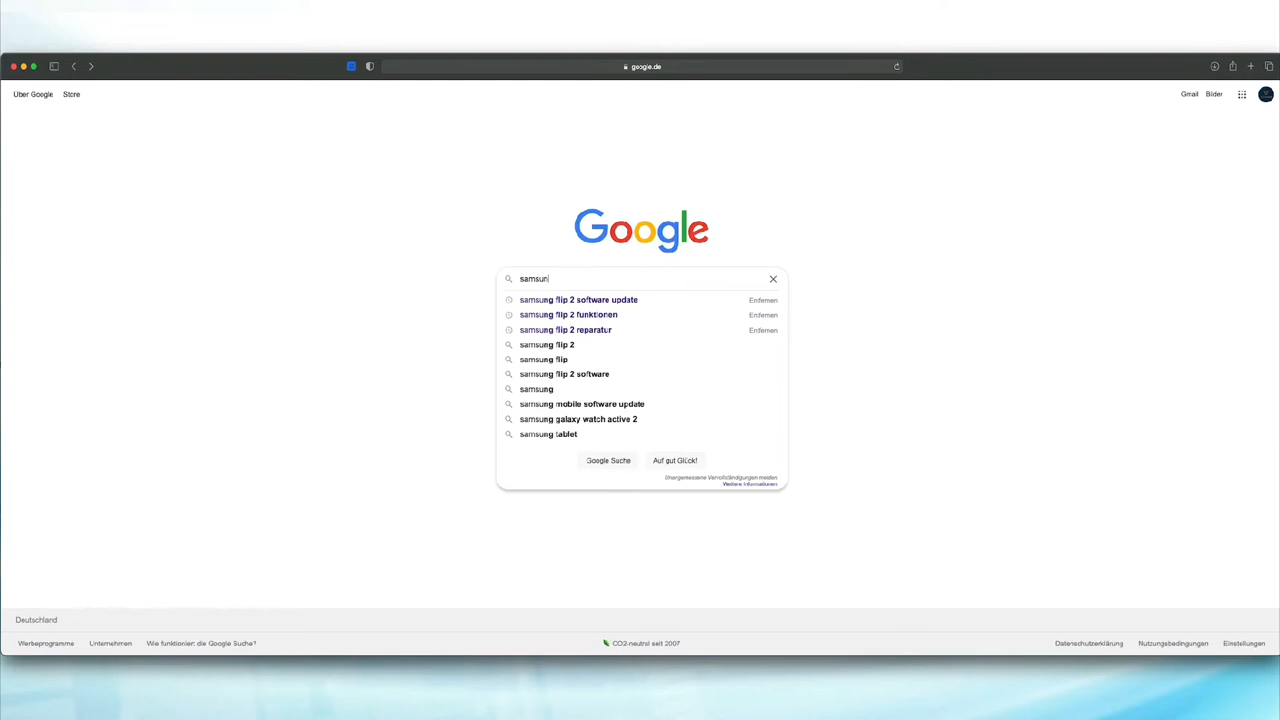 google.de
Über Google Store
Gmail Bilder
Google
samsun
samsung flip 2 software update Entfernen
samsung flip 2 funktionen Entfernen
samsung flip 2 reparatur Entfernen
samsung flip 2
samsung flip
samsung flip 2 software
samsung
samsung mobile software update
samsung galaxy watch active 2
samsung tablet
Google Suche Auf gut Glück!
Unangemessene Vervollständigungen melden
Weitere Informationen
Deutschland
Werbeprogramme Unternehmen Wie funktioniert die Google Suche? CO2-neutral seit 2007 Datenschutzerklärung Nutzungsbedingungen Einstellungen